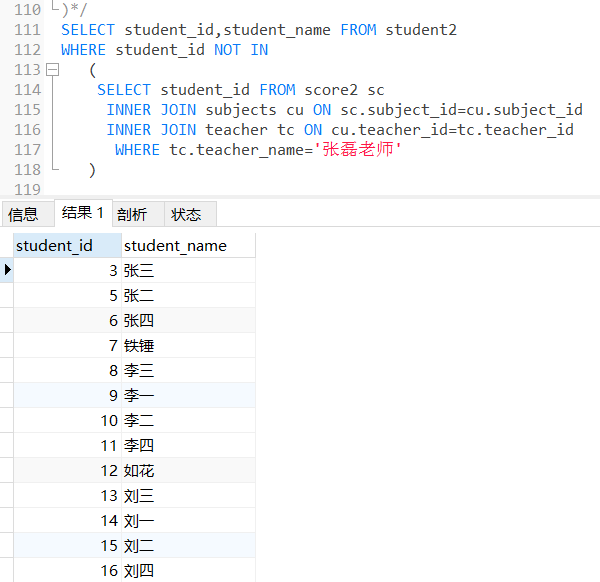 110 )*/
111 SELECT student_id,student_name FROM student2
112 WHERE student_id NOT IN
113 (
114 SELECT student_id FROM score2 sc
115 INNER JOIN subjects cu ON sc.subject_id=cu.subject_id
116 INNER JOIN teacher tc ON cu.teacher_id=tc.teacher_id
117 WHERE tc.teacher_name='张磊老师'
118 )
119
信息 结果 1 剖析 状态
student_id student_name
3 张三
5 张二
6 张四
7 铁锤
8 李三
9 李一
10 李二
11 李四
12 如花
13 刘三
14 刘一
15 刘二
16 刘四